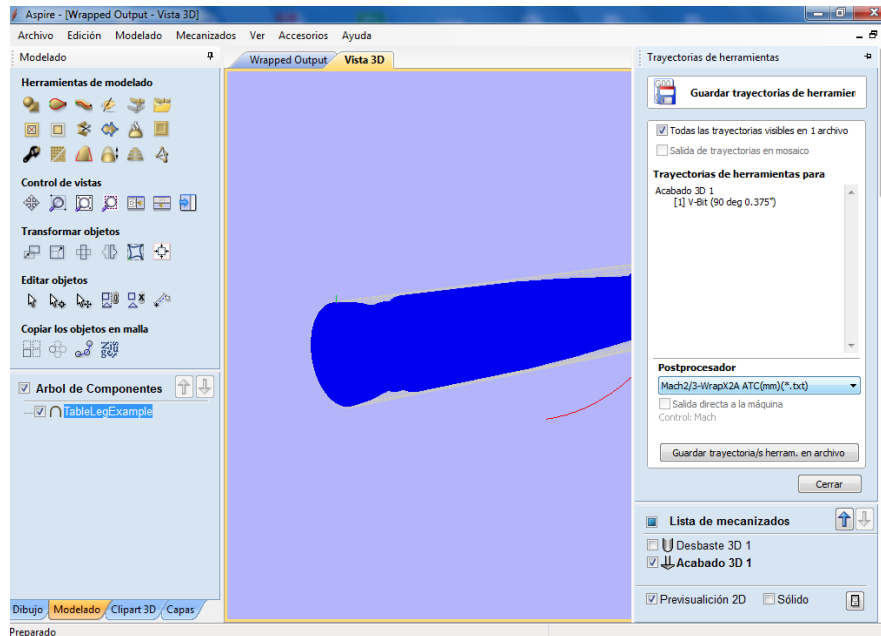 Aspire - [Wrapped Output - Vista 3D]
Archivo Edición Modelado Mecanizados Ver Accesorios Ayuda
Modelado
Herramientas de modelado
Control de vistas
Transformar objetos
Editar objetos
Copiar los objetos en malla
Arbol de Componentes
TableLegExample
Dibujo Modelado Clipart 3D Capas
Preparado
Wrapped Output Vista 3D
Trayectorias de herramientas
Guardar trayectorias de herramien
Todas las trayectorias visibles en 1 archivo
Salida de trayectorias en mosaico
Trayectorias de herramientas para
Acabado 3D 1
[1] V-Bit (90 deg 0.375")
Postprocesador
Mach2/3-WrapX2A ATC(mm)(*.txt)
Salida directa a la máquina
Control: Mach
Guardar trayectoria/s herram. en archivo
Cerrar
Lista de mecanizados
Desbaste 3D 1
Acabado 3D 1
Previsualición 2D Sólido